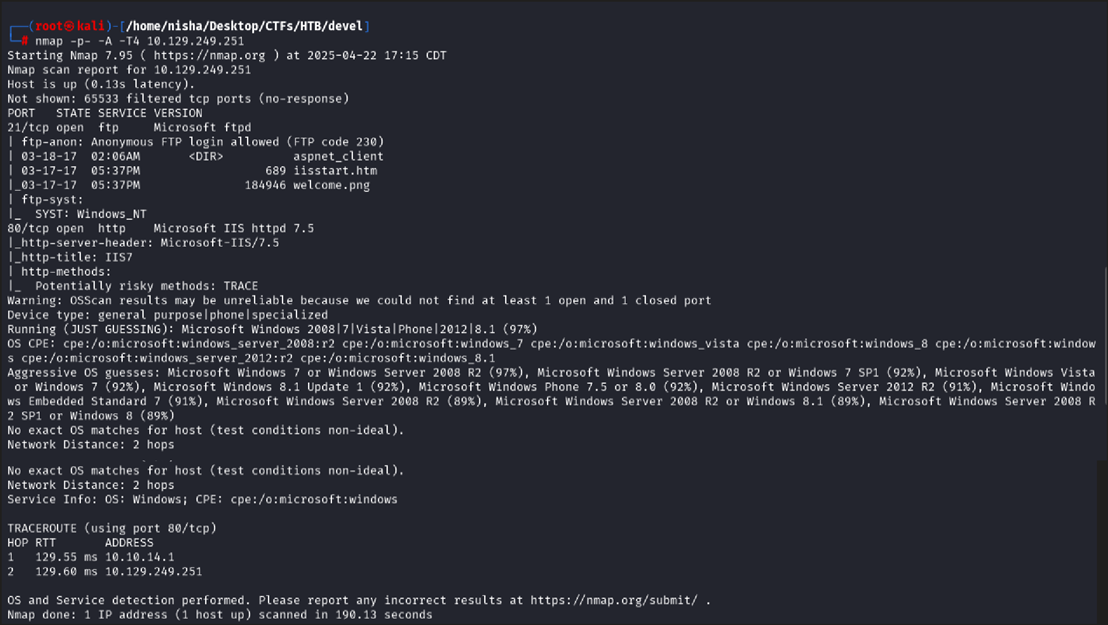 ┌──(root㉿kali)-[/home/nisha/Desktop/CTFs/HTB/devel]
└─# nmap -p- -A -T4 10.129.249.251
Starting Nmap 7.95 ( https://nmap.org ) at 2025-04-22 17:15 CDT
Nmap scan report for 10.129.249.251
Host is up (0.13s latency).
Not shown: 65533 filtered tcp ports (no-response)
PORT   STATE SERVICE VERSION
21/tcp open  ftp     Microsoft ftpd
| ftp-anon: Anonymous FTP login allowed (FTP code 230)
| 03-18-17  02:06AM       <DIR>          aspnet_client
| 03-17-17  05:37PM                  689 iisstart.htm
|_03-17-17  05:37PM               184946 welcome.png
| ftp-syst:
|_  SYST: Windows_NT
80/tcp open  http    Microsoft IIS httpd 7.5
|_http-server-header: Microsoft-IIS/7.5
|_http-title: IIS7
| http-methods:
|_  Potentially risky methods: TRACE
Warning: OSScan results may be unreliable because we could not find at least 1 open and 1 closed port
Device type: general purpose|phone|specialized
Running (JUST GUESSING): Microsoft Windows 2008|7|Vista|Phone|2012|8.1 (97%)
OS CPE: cpe:/o:microsoft:windows_server_2008:r2 cpe:/o:microsoft:windows_7 cpe:/o:microsoft:windows_vista cpe:/o:microsoft:windows_8 cpe:/o:microsoft:window
s cpe:/o:microsoft:windows_server_2012:r2 cpe:/o:microsoft:windows_8.1
Aggressive OS guesses: Microsoft Windows 7 or Windows Server 2008 R2 (97%), Microsoft Windows Server 2008 R2 or Windows 7 SP1 (92%), Microsoft Windows Vista
 or Windows 7 (92%), Microsoft Windows 8.1 Update 1 (92%), Microsoft Windows Phone 7.5 or 8.0 (92%), Microsoft Windows Server 2012 R2 (91%), Microsoft Windo
ws Embedded Standard 7 (91%), Microsoft Windows Server 2008 R2 (89%), Microsoft Windows Server 2008 R2 or Windows 8.1 (89%), Microsoft Windows Server 2008 R
2 SP1 or Windows 8 (89%)
No exact OS matches for host (test conditions non-ideal).
Network Distance: 2 hops
No exact OS matches for host (test conditions non-ideal).
Network Distance: 2 hops
Service Info: OS: Windows; CPE: cpe:/o:microsoft:windows
TRACEROUTE (using port 80/tcp)
HOP RTT       ADDRESS
1   129.55 ms 10.10.14.1
2   129.60 ms 10.129.249.251
OS and Service detection performed. Please report any incorrect results at https://nmap.org/submit/ .
Nmap done: 1 IP address (1 host up) scanned in 190.13 seconds